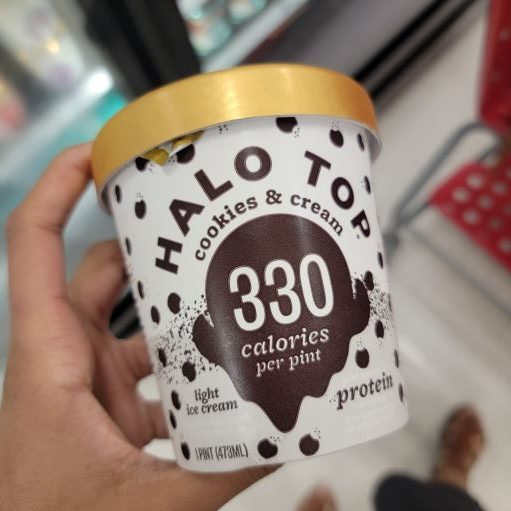 HALO TOP
cookies & cream
330
calories
per pint
light
ice cream
protein
1 PINT (473ML)